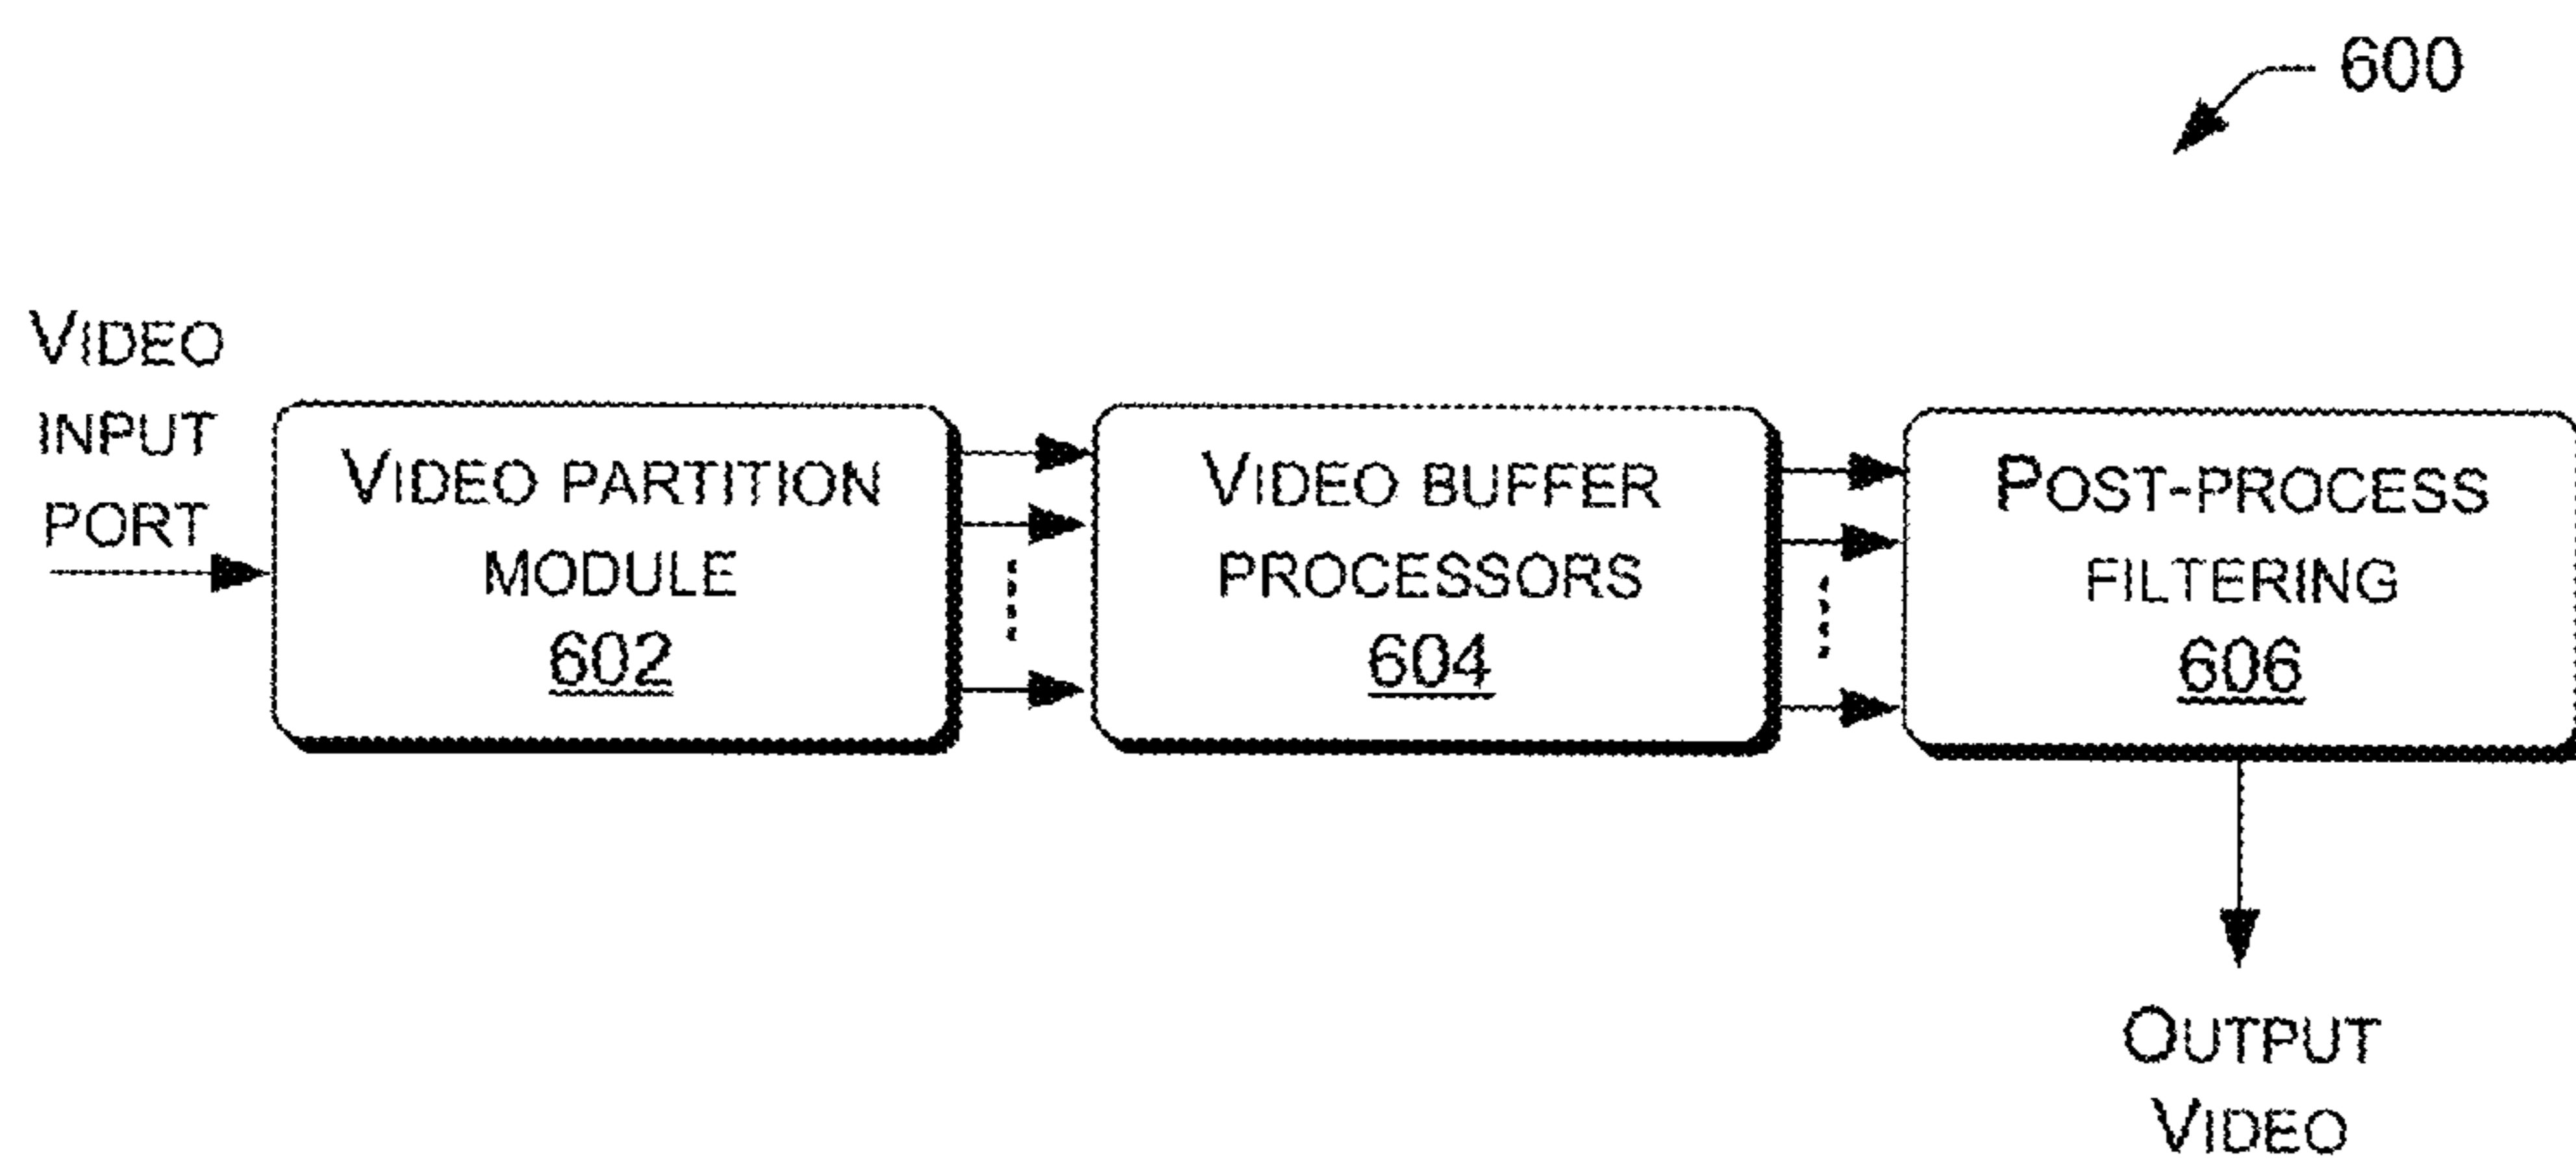 600
VIDEO
INPUT
PORT
VIDEO PARTITION
MODULE
602
VIDEO BUFFER
PROCESSORS
604
POST-PROCESS
FILTERING
606
OUTPUT
VIDEO